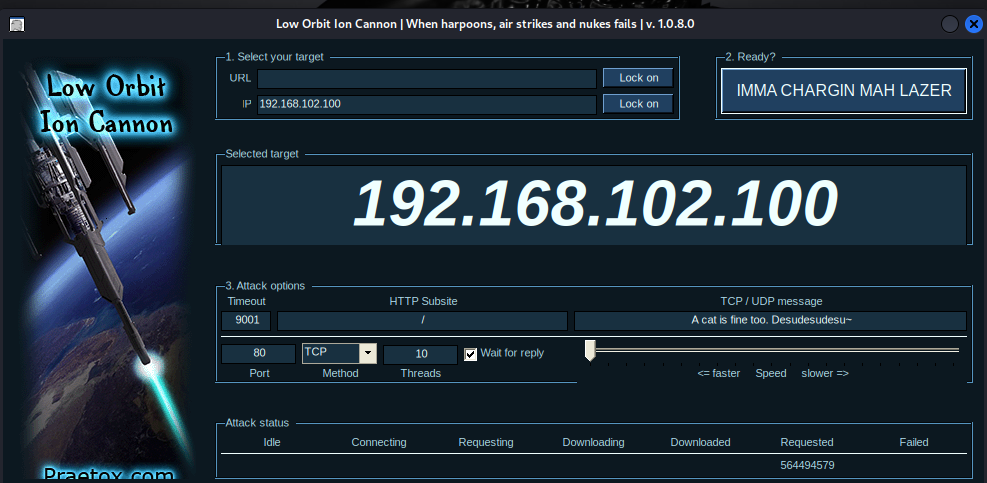 Low Orbit Ion Cannon | When harpoons, air strikes and nukes fails | v. 1.0.8.0
Low Orbit
Ion Cannon
Praetox.com
1. Select your target
URL
Lock on
IP 192.168.102.100 Lock on
2. Ready?
IMMA CHARGIN MAH LAZER
Selected target
192.168.102.100
3. Attack options
Timeout HTTP Subsite TCP / UDP message
9001 / A cat is fine too. Desudesudesu~
80 TCP 10 Wait for reply
Port Method Threads <= faster Speed slower =>
Attack status
Idle Connecting Requesting Downloading Downloaded Requested Failed
564494579